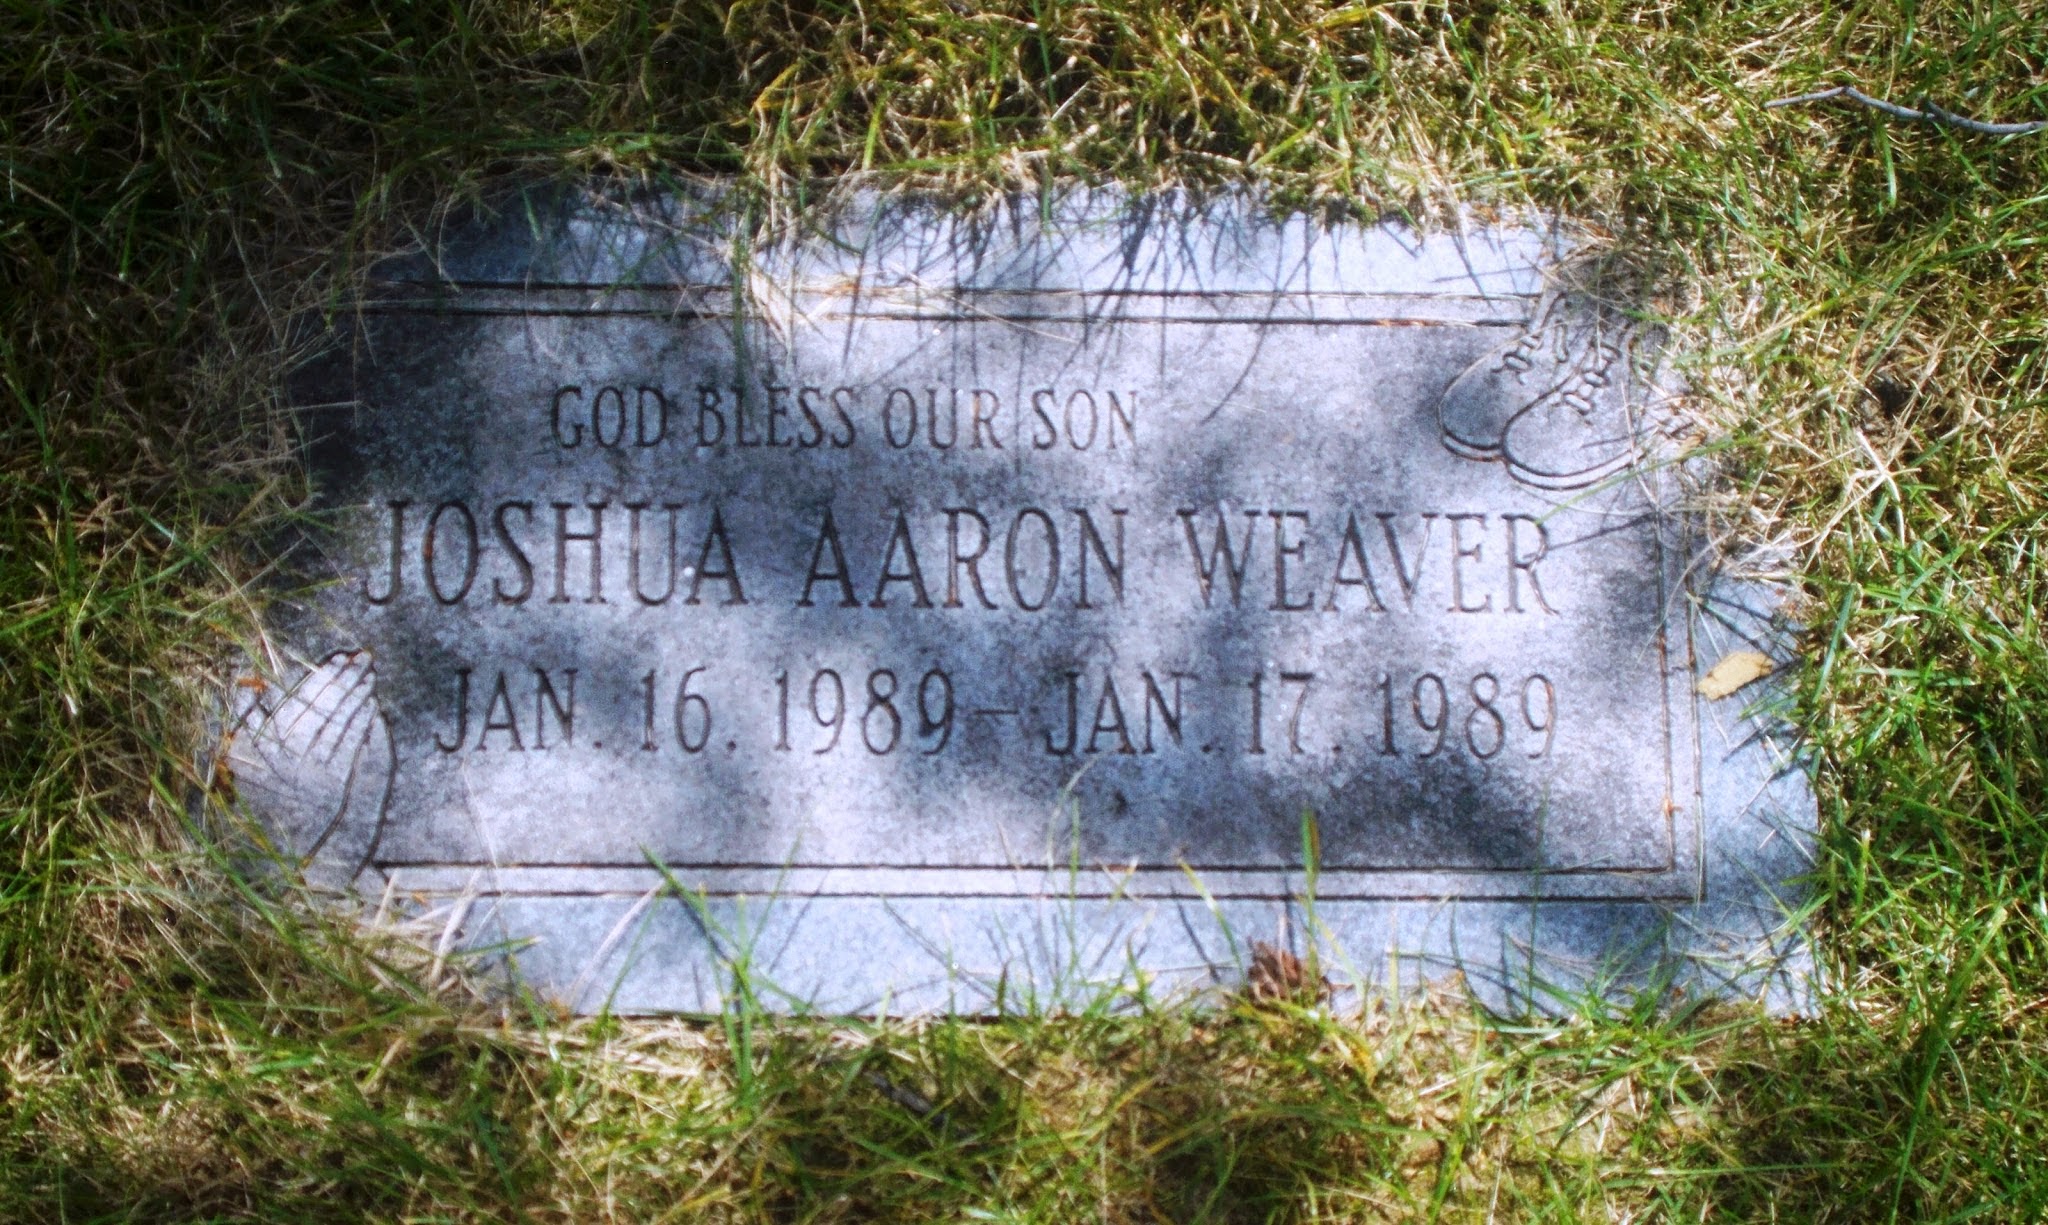 GOD BLESS OUR SON
JOSHUA AARON WEAVER
JAN. 16. 1989 – JAN. 17. 1989